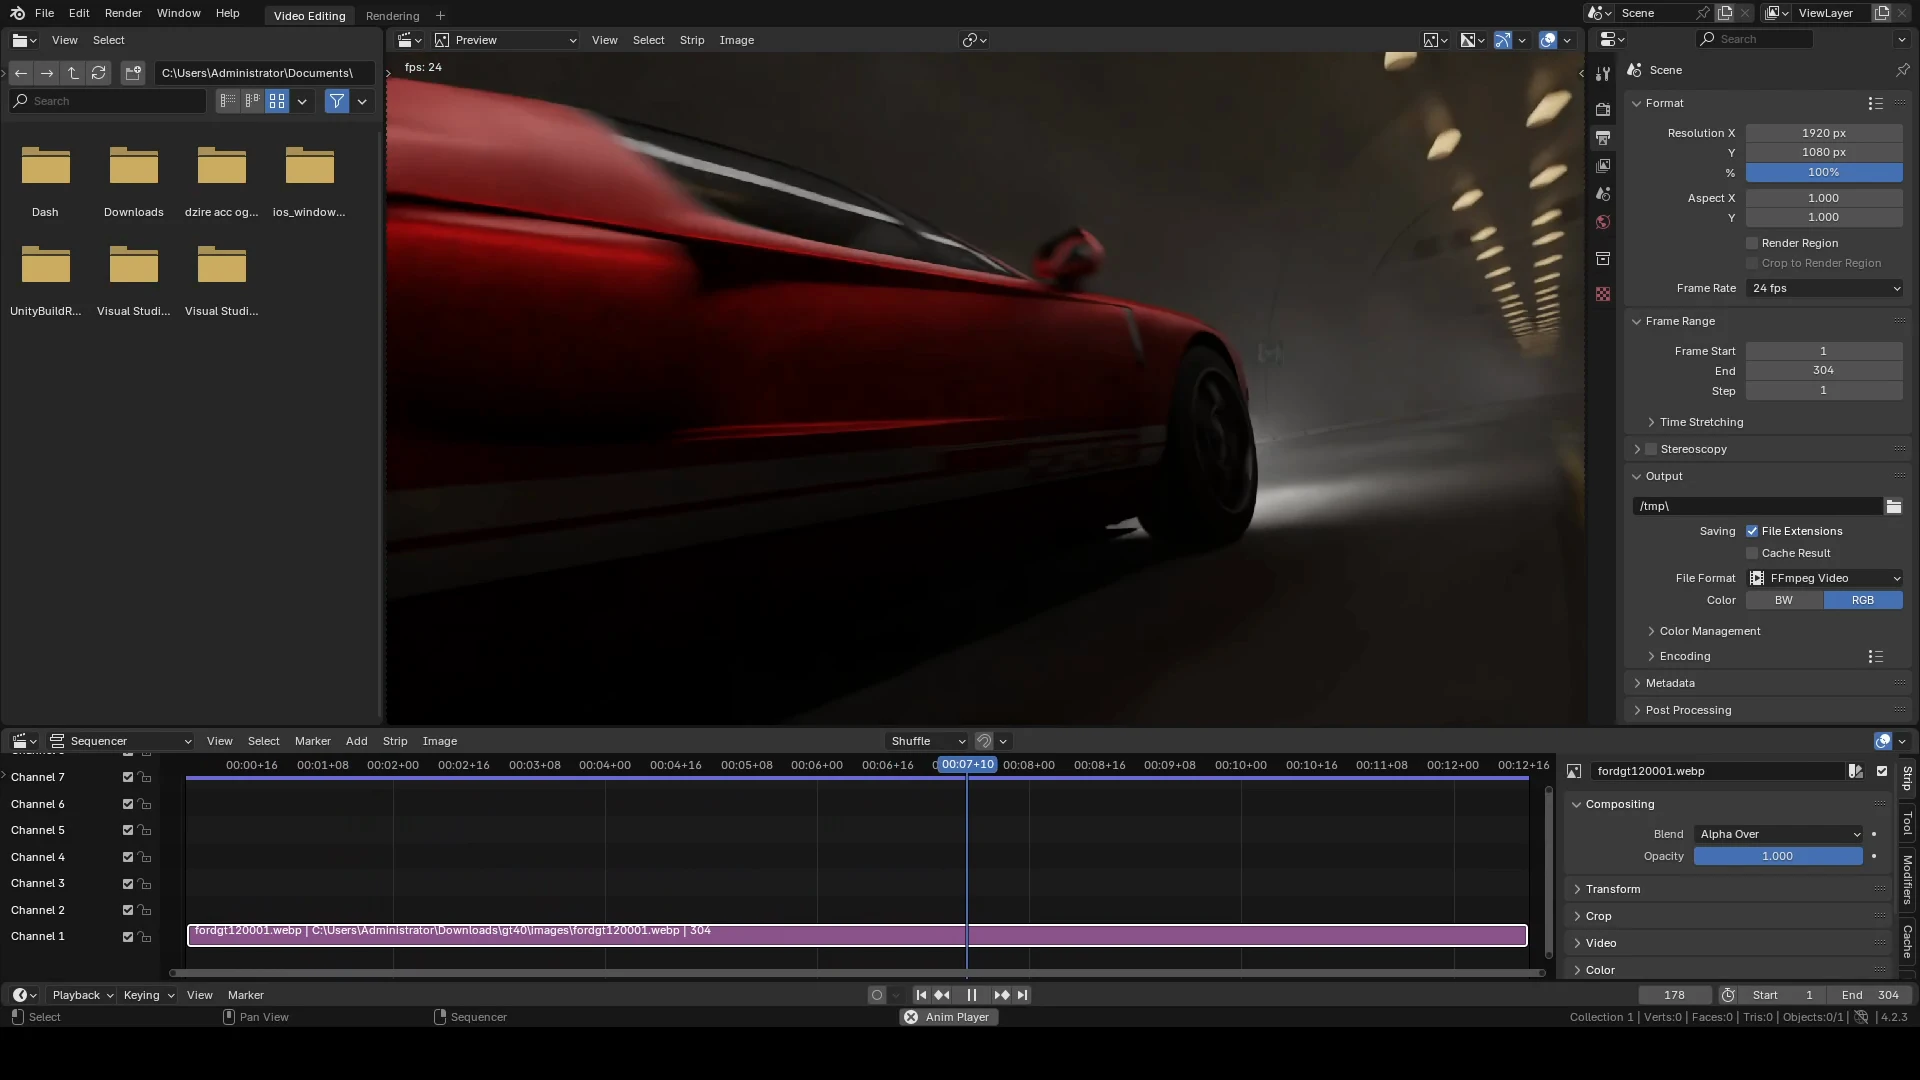 File Edit Render Window Help Video Editing Rendering + Scene ViewLayer
View Select
Preview View Select Strip Image
Search
C:\Users\Administrator\Documents\
Search
Dash Downloads dzire acc og... ios_window...
UnityBuildR... Visual Studi... Visual Studi...
fps: 24
Scene
Format
Resolution X 1920 px
Y 1080 px
% 100%
Aspect X 1.000
Y 1.000
Render Region
Crop to Render Region
Frame Rate 24 fps
Frame Range
Frame Start 1
End 304
Step 1
Time Stretching
Stereoscopy
Output
/tmp\
Saving File Extensions
Cache Result
File Format FFmpeg Video
Color BW RGB
Color Management
Encoding
Metadata
Post Processing
Sequencer View Select Marker Add Strip Image Shuffle
00:00+16 00:01+08 00:02+00 00:02+16 00:03+08 00:04+00 00:04+16 00:05+08 00:06+00 00:06+16 00:07+10 00:08+00 00:08+16 00:09+08 00:10+00 00:10+16 00:11+08 00:12+00 00:12+16
Channel 7
Channel 6
Channel 5
Channel 4
Channel 3
Channel 2
Channel 1
fordgt120001.webp | C:\Users\Administrator\Downloads\gt40\images\fordgt120001.webp | 304
fordgt120001.webp
Compositing
Blend Alpha Over
Opacity 1.000
Transform
Crop
Video
Color
Strip
Tool
Modifiers
Cache
Playback Keying View Marker 178 Start 1 End 304
Select Pan View Sequencer Anim Player Collection 1 | Verts:0 | Faces:0 | Tris:0 | Objects:0/1 | 4.2.3